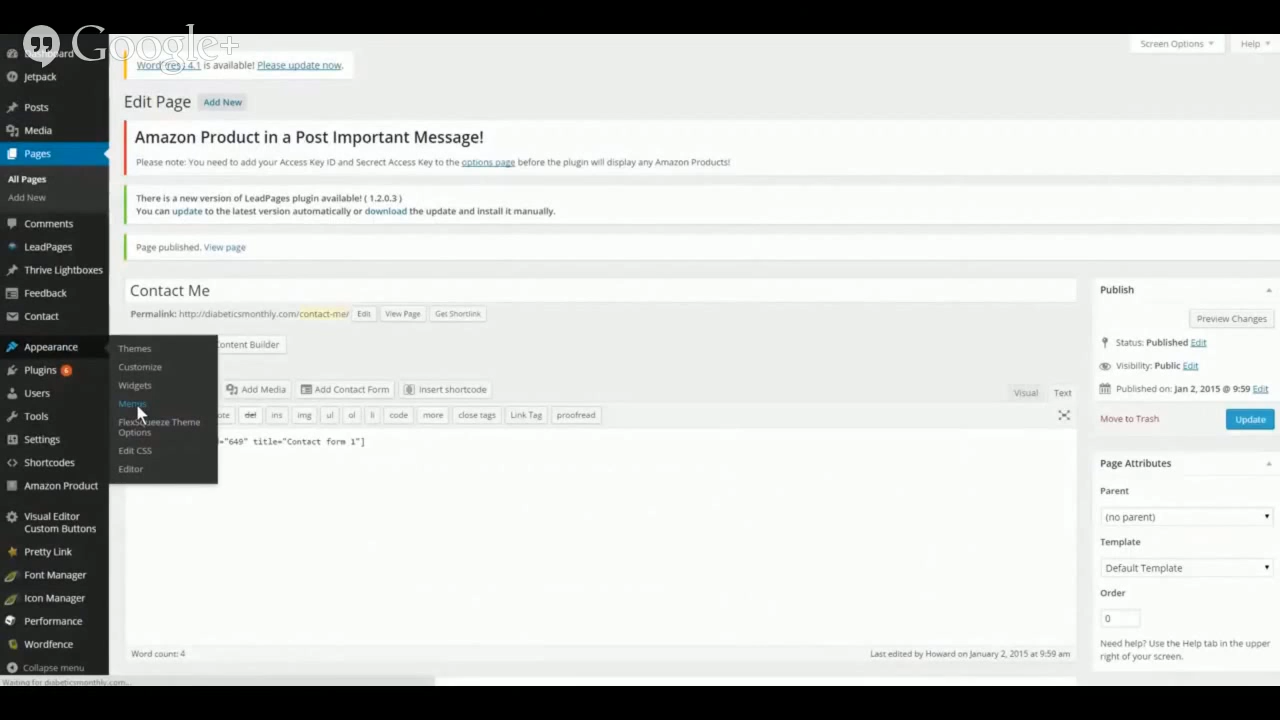 Google+
Dashboard
Jetpack
Posts
Media
Pages
All Pages
Add New
Comments
LeadPages
Thrive Lightboxes
Feedback
Contact
Appearance
Plugins 6
Users
Tools
Settings
Shortcodes
Amazon Product
Visual Editor
Custom Buttons
Pretty Link
Font Manager
Icon Manager
Performance
Wordfence
Collapse menu
Waiting for diabeticsmonthly.com...
Themes
Customize
Widgets
Menus
FlexSqueeze Theme
Options
Edit CSS
Editor
Screen Options
Help
WordPress 4.1 is available! Please update now.
Edit Page Add New
Amazon Product in a Post Important Message!
Please note: You need to add your Access Key ID and Secrect Access Key to the options page before the plugin will display any Amazon Products!
There is a new version of LeadPages plugin available! ( 1.2.0.3 )
You can update to the latest version automatically or download the update and install it manually.
Page published. View page
Contact Me
Permalink: http://diabeticsmonthly.com/contact-me/ Edit View Page Get Shortlink
Content Builder
Add Media Add Contact Form Insert shortcode
Visual Text
del ins img ul ol li code more close tags Link Tag proofread
="649" title="Contact form 1"]
Word count: 4
Last edited by Howard on January 2, 2015 at 9:59 am
Publish
Preview Changes
Status: Published Edit
Visibility: Public Edit
Published on: Jan 2, 2015 @ 9:59 Edit
Move to Trash Update
Page Attributes
Parent
(no parent)
Template
Default Template
Order
0
Need help? Use the Help tab in the upper
right of your screen.